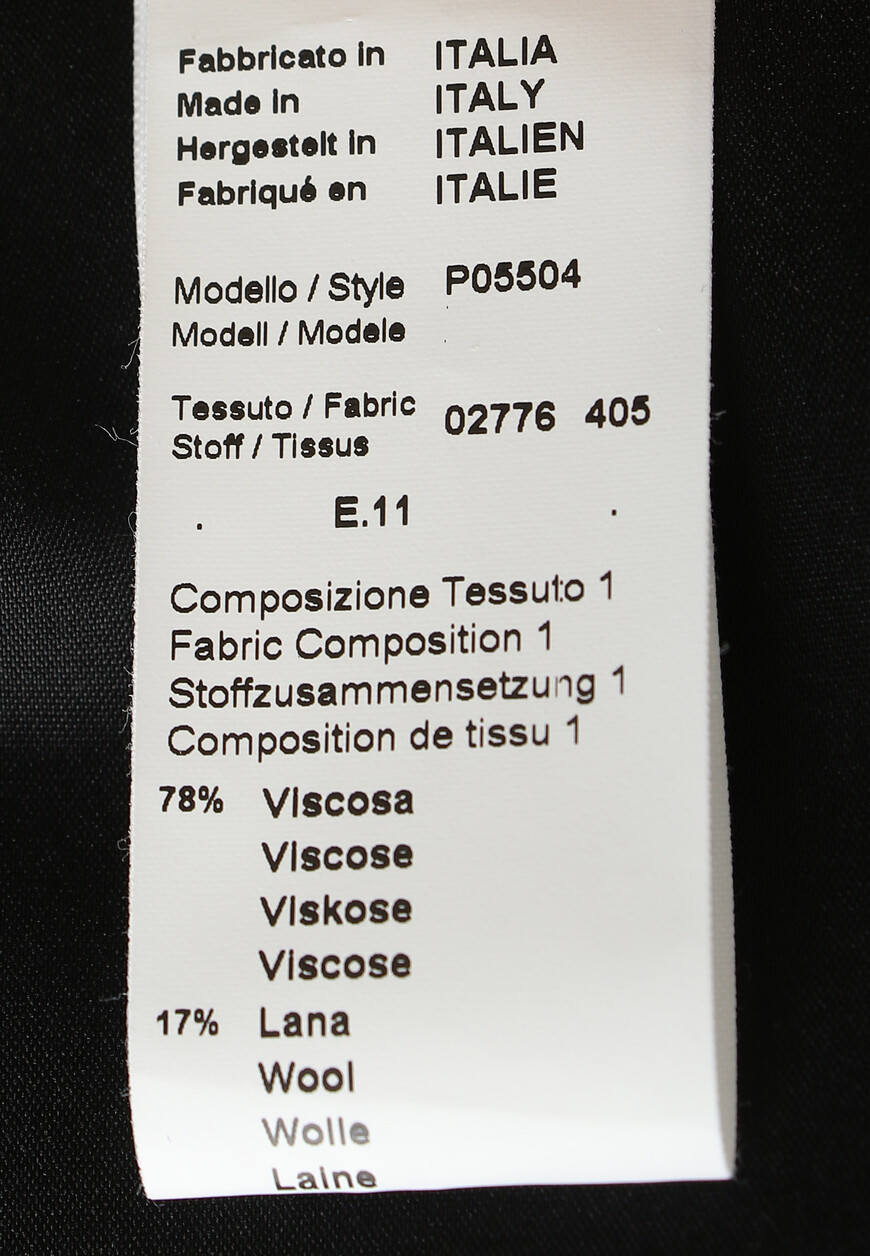 Fabbricato in ITALIA
Made in ITALY
Hergestelt in ITALIEN
Fabriqué en ITALIE
Modello / Style P05504
Modell / Modele
Tessuto / Fabric 02776 405
Stoff / Tissus
. E.11 .
Composizione Tessuto 1
Fabric Composition 1
Stoffzusammensetzung 1
Composition de tissu 1
78% Viscosa
Viscose
Viskose
Viscose
17% Lana
Wool
Wolle
Laine